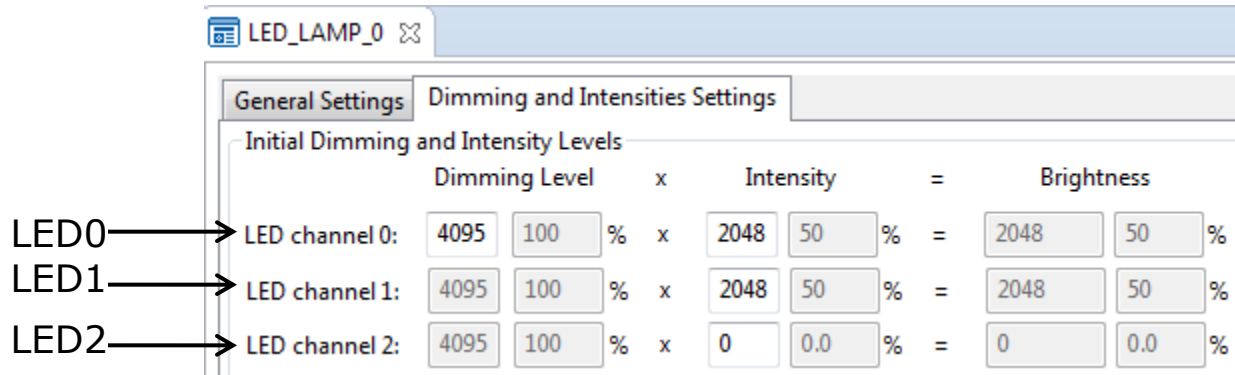 LED_LAMP_0
General Settings Dimming and Intensities Settings
Initial Dimming and Intensity Levels
Dimming Level x Intensity = Brightness
LED0 LED channel 0: 4095 100 % x 2048 50 % = 2048 50 %
LED1 LED channel 1: 4095 100 % x 2048 50 % = 2048 50 %
LED2 LED channel 2: 4095 100 % x 0 0.0 % = 0 0.0 %